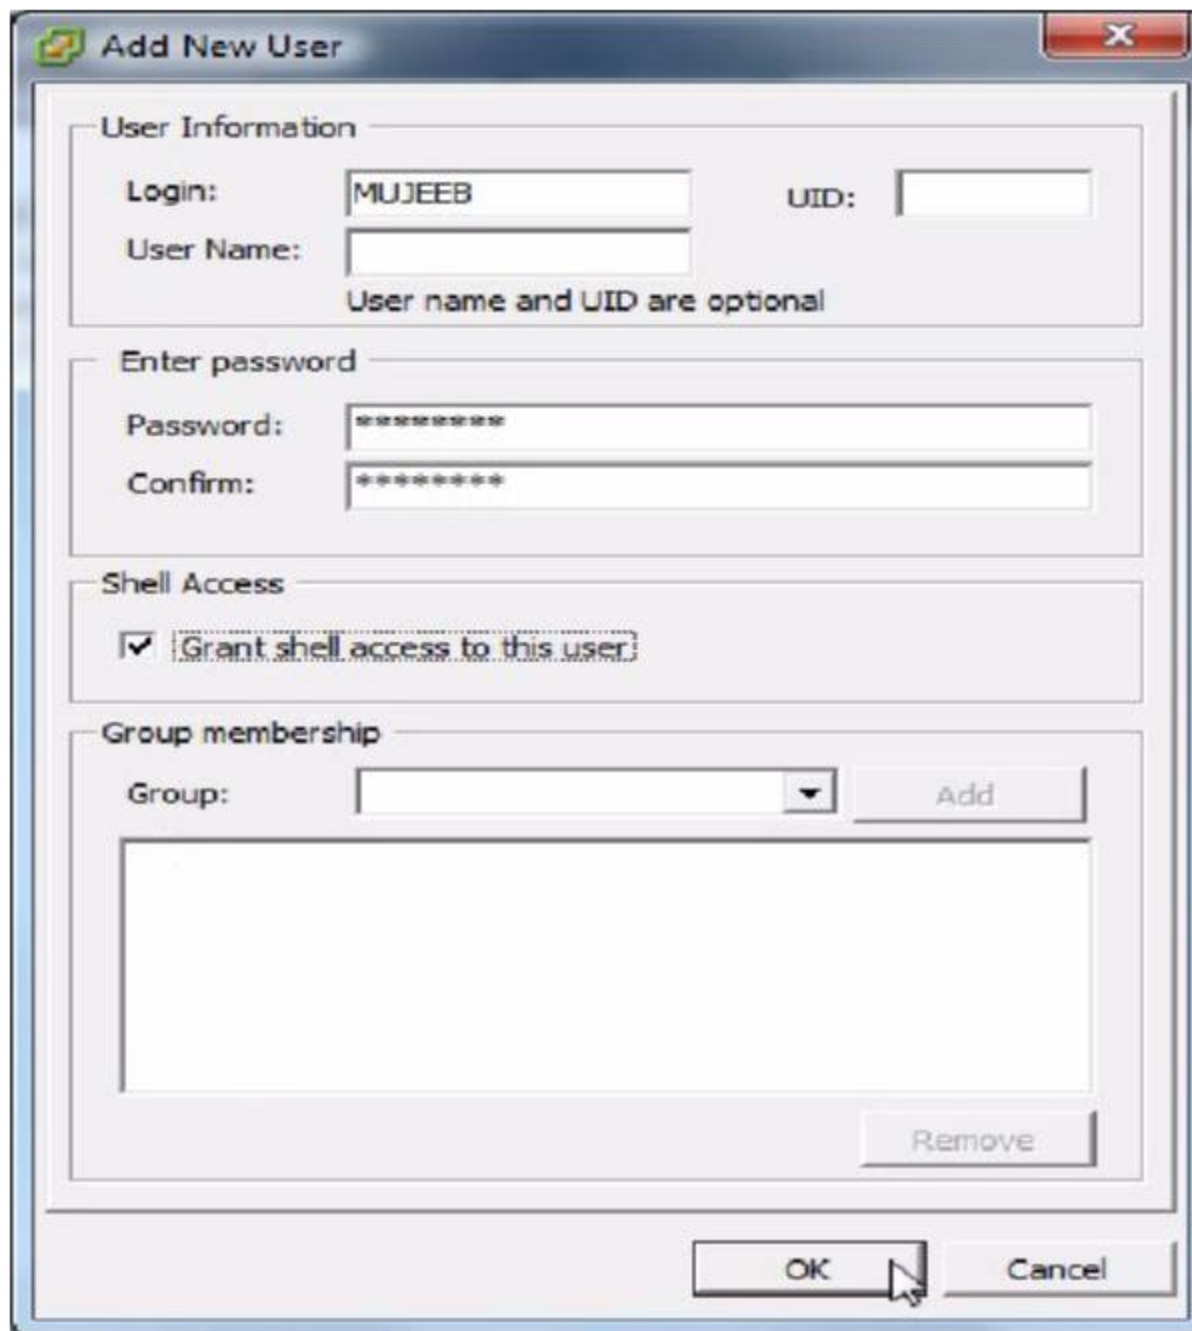 Add New User
User Information
Login: MUJEEB UID:
User Name:
User name and UID are optional
Enter password
Password: ********
Confirm: ********
Shell Access
Grant shell access to this user
Group membership
Group: Add
Remove
OK Cancel